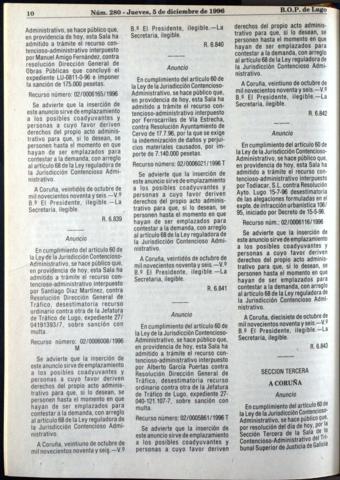 10
Núm. 280 - Jueves, 5 de diciembre de 1996
B.O.P. de Lugo
Administrativo, se hace público que,
en providencia de hoy, esta Sala ha
admitido a trámite el recurso con-
tencioso-administrativo interpuesto
por Manuel Amigo Fernández, contra
resolución Dirección General de
Obras Públicas que concluyó el
expediente LU-0811-0-96 e imponer
la sanción de 175.000 pesetas.
Recurso número: 02/0006165/1996
Se advierte que la inserción de
este anuncio sirve de emplazamiento
a los posibles coadyuvantes y
personas a cuyo favor deriven
derechos del propio acto admi-
nistrativo para que, si lo desean, se
personen hasta el momento en que
hayan de ser emplazados para
contestar a la demanda, con arreglo
al artículo 68 de la Ley reguladora de
la Jurisdicción Contencioso Admi-
nistrativo.
A Coruña, veintiuno de octubre de
mil novecientos noventa y seis.—V.º
B.º El Presidente, ilegible.—La
Secretaria, ilegible.
R. 6.839
Anuncio
En cumplimiento del artículo 60 de
la Ley de la Jurisdicción Contencioso-
Administrativo, se hace público que,
en providencia de hoy, esta Sala ha
admitido a trámite el recurso con-
tencioso-administrativo interpuesto
por Santiago Díaz Martínez, contra
Resolución Dirección General de
Tráfico, desestimatoria recurso
ordinario contra otra de la Jefatura
de Tráfico de Lugo, expediente 27/
04191393/7, sobre sanción con
multa.
Recurso número: 02/0006008/1996
M
Se advierte que la inserción de
este anuncio sirve de emplazamiento
a los posibles coadyuvantes y
personas a cuyo favor deriven
derechos del propio acto adminis-
trativo para que, si lo desean, se
personen hasta el momento en que
hayan de ser emplazados para
contestar a la demanda, con arreglo
al artículo 68 de la Ley reguladora de
la Jurisdicción Contencioso Admi-
nistrativo.
A Coruña, veintiuno de octubre de
mil novecientos noventa y seis.—V.º
B.º El Presidente, ilegible.—La
Secretaria, ilegible.
R. 6.840
Anuncio
En cumplimiento del artículo 60 de
la Ley de la Jurisdicción Contencioso-
Administrativo, se hace público que,
en providencia de hoy, esta Sala ha
admitido a trámite el recurso con-
tencioso-administrativo interpuesto
por Ferrocarriles de Vía Estrecha,
contra Resolución Ayuntamiento de
Cervo de 17.7.96, por la que se exige
la indemnización de daños y perjui-
cios materiales causados, por im-
porte de 7.140.000 pesetas.
Recurso número: 02/0006021/1996 T
Se advierte que la inserción de
este anuncio sirve de emplazamiento
a los posibles coadyuvantes y
personas a cuyo favor deriven
derechos del propio acto adminis-
trativo para que, si lo desean, se
personen hasta el momento en que
hayan de ser emplazados para
contestar a la demanda, con arreglo
al artículo 68 de la Ley reguladora de
la Jurisdicción Contencioso Admi-
nistrativo.
A Coruña, veintidós de octubre de
mil novecientos noventa y seis.—V.º
B.º El Presidente, ilegible.—La
Secretaria, ilegible.
R. 6.841
Anuncio
En cumplimiento del artículo 60 de
la Ley de la Jurisdicción Contencioso-
Administrativo, se hace público que,
en providencia de hoy, esta Sala ha
admitido a trámite el recurso con-
tencioso-administrativo interpuesto
por Alberto García Puertas contra
Resolución Dirección General de
Tráfico, desestimatoria recurso
ordinario contra otra de la Jefatura
de Tráfico de Lugo, expediente 27-
040-121.107-7, sobre sanción con
multa.
Recurso número: 02/0005861/1996 T
Se advierte que la inserción de
este anuncio sirve de emplazamiento
a los posibles coadyuvantes y
personas a cuyo favor deriven
derechos del propio acto adminis-
trativo para que, si lo desean, se
personen hasta el momento en que
hayan de ser emplazados para
contestar a la demanda, con arreglo
al artículo 68 de la Ley reguladora de
la Jurisdicción Contencioso Admi-
nistrativo.
A Coruña, veintiuno de octubre de
mil novecientos noventa y seis.—V.º
B.º El Presidente, ilegible.—La
Secretaria, ilegible.
R. 6.842
Anuncio
En cumplimiento del artículo 60 de
la Ley de la Jurisdicción Contencioso-
Administrativo, se hace público que,
en providencia de hoy, esta Sala ha
admitido a trámite el recurso con-
tencioso-administrativo interpuesto
por Todiacar, S.L. contra Resolución
Ayto. Lugo 15-7-96 desestimatoria
de las alegaciones formuladas en el
expte. de infracción urbanística 106/
95, iniciado por Decreto de 15-5-96.
Recurso número: 02/0006116/1996
Se advierte que la inserción de
este anuncio sirve de emplazamiento
a los posibles coadyuvantes y
personas a cuyo favor deriven
derechos del propio acto adminis-
trativo para que, si lo desean, se
personen hasta el momento en que
hayan de ser emplazados para
contestar a la demanda, con arreglo
al artículo 68 de la Ley reguladora de
la Jurisdicción Contencioso Admi-
nistrativo.
A Coruña, diecisiete de octubre de
mil novecientos noventa y seis.—V.º
B.º El Presidente, ilegible.—La
Secretaria, ilegible.
R. 6.843
SECCION TERCERA
A CORUÑA
Anuncio
En cumplimiento del artículo 60 de
la Ley de la Jurisdicción Contencioso-
Administrativo, se hace público que,
por resolución del día de hoy, por la
Sección Tercera de la Sala de lo
Contencioso-Administrativo del Tri-
bunal Superior de Justicia de Galicia